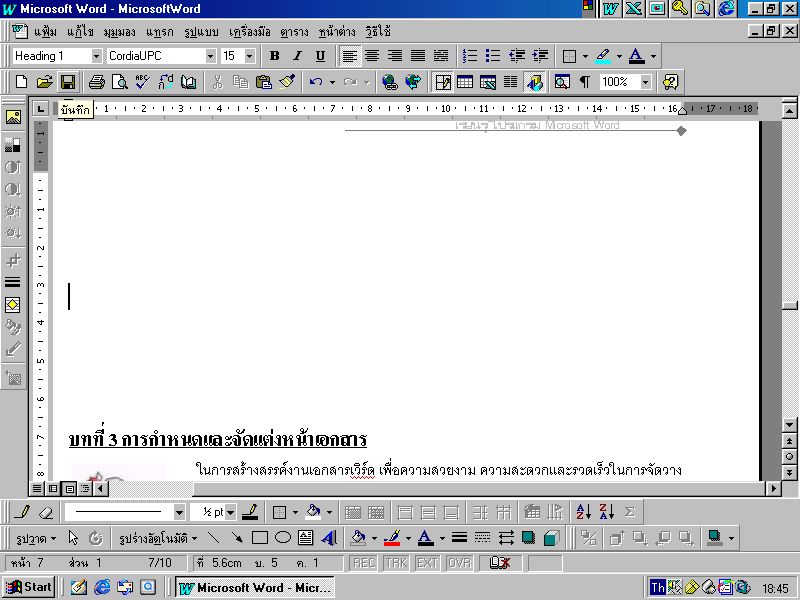 Microsoft Word - MicrosoftWord
แฟ้ม แก้ไข มุมมอง แทรก รูปแบบ เครื่องมือ ตาราง หน้าต่าง วิธีใช้
Heading 1 CordiaUPC 15 B I U
100%
บันทึก
1 2 3 4 5 6 7 8 9 10 11 12 13 14 15 16 17 18
เรียนรู้โปรแกรม Microsoft Word
บทที่ 3 การกำหนดและจัดแต่งหน้าเอกสาร
ในการสร้างสรรค์งานเอกสารเวิร์ด เพื่อความสวยงาม ความสะดวกและรวดเร็วในการจัดวาง
½ pt
รูปวาด รูปร่างอัตโนมัติ
หน้า 7 ส่วน 1 7/10 ที่ 5.6cm บ. 5 ค. 1 REC TRK EXT OVR
Start Microsoft Word - Micr... Th 18:45